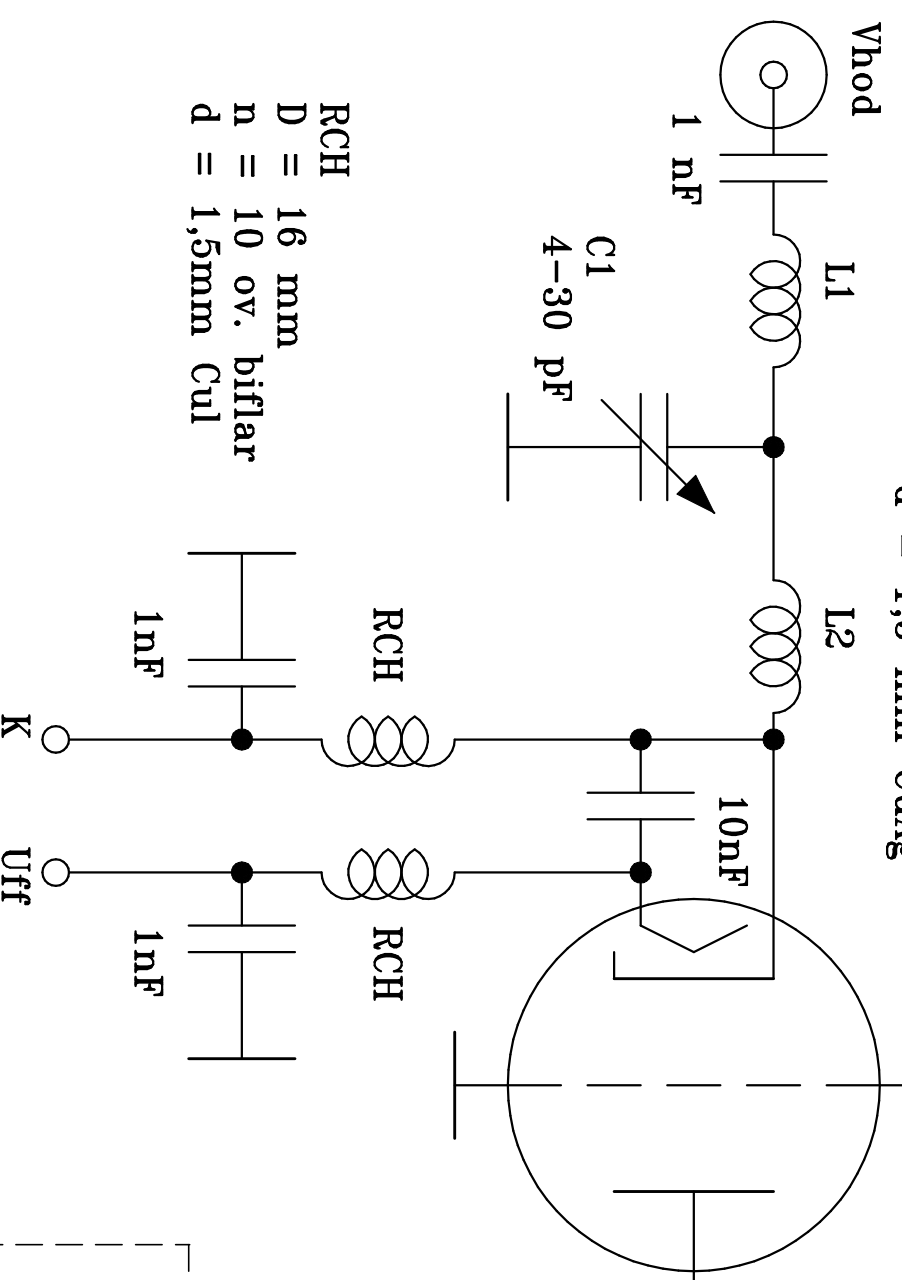 Vhod
1 nF
L1
C1
4-30 pF
L2
RCH
D = 16 mm
n = 10 ov. biflar
d = 1,5mm Cul
RCH
1nF
K
10nF
Uff
RCH
1nF